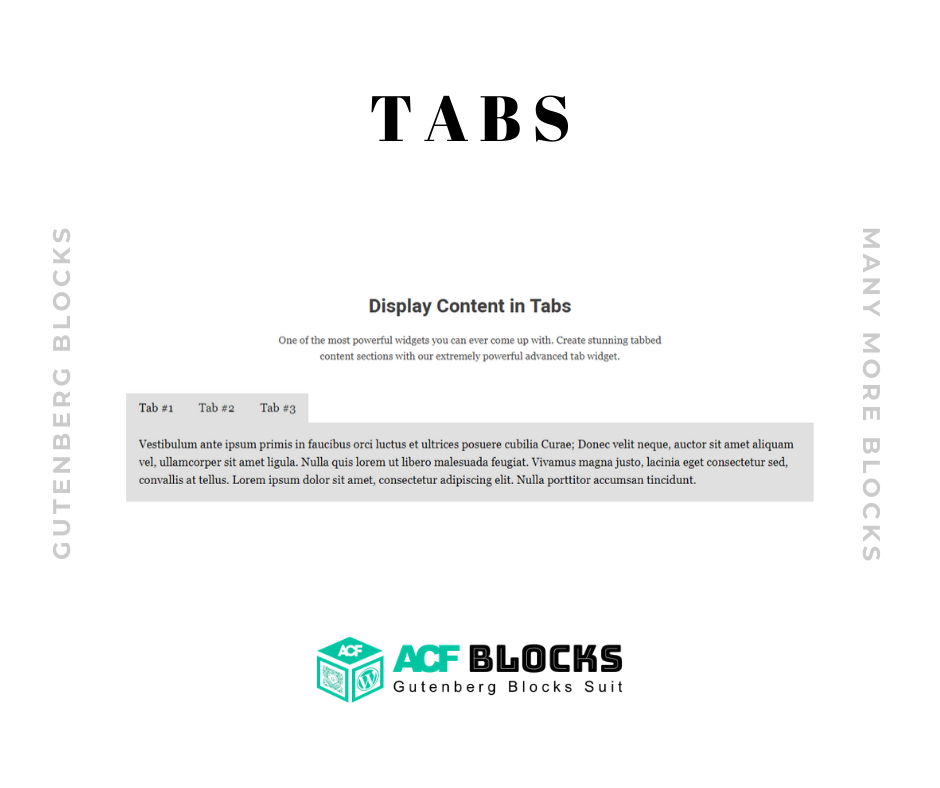 TABS
GUTENBERG BLOCKS
MANY MORE BLOCKS
Display Content in Tabs
One of the most powerful widgets you can ever come up with. Create stunning tabbed
content sections with our extremely powerful advanced tab widget.
Tab #1 Tab #2 Tab #3
Vestibulum ante ipsum primis in faucibus orci luctus et ultrices posuere cubilia Curae; Donec velit neque, auctor sit amet aliquam
vel, ullamcorper sit amet ligula. Nulla quis lorem ut libero malesuada feugiat. Vivamus magna justo, lacinia eget consectetur sed,
convallis at tellus. Lorem ipsum dolor sit amet, consectetur adipiscing elit. Nulla porttitor accumsan tincidunt.
ACF
ACF BLOCKS
Gutenberg Blocks Suit